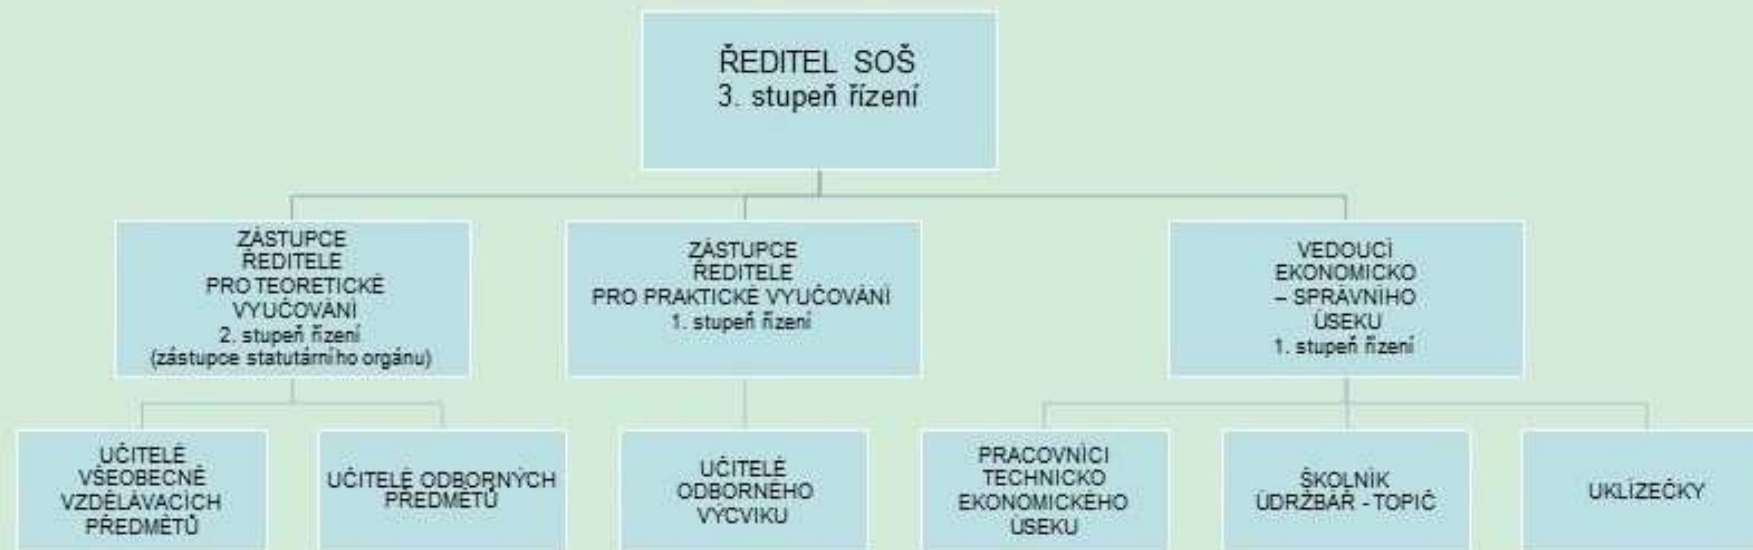 ŘEDITEL SOŠ
3. stupeň řízení
ZÁSTUPCE
ŘEDITELE
PRO TEORETICKÉ
VYUČOVÁNÍ
2. stupeň řízení
(zástupce statutárního orgánu)
ZÁSTUPCE
ŘEDITELE
PRO PRAKTICKÉ VYUČOVÁNÍ
1. stupeň řízení
VEDOUCÍ
EKONOMICKO
– SPRÁVNÍHO
ÚSEKU
1. stupeň řízení
UČITELÉ
VŠEOBECNĚ
VZDĚLÁVACÍCH
PŘEDMĚTŮ
UČITELÉ ODBORNÝCH
PŘEDMĚTŮ
UČITELÉ
ODBORNÉHO
VÝCVIKU
PRACOVNÍCI
TECHNICKO
EKONOMICKÉHO
ÚSEKU
ŠKOLNÍK
ÚDRŽBÁŘ - TOPIČ
UKLÍZEČKY